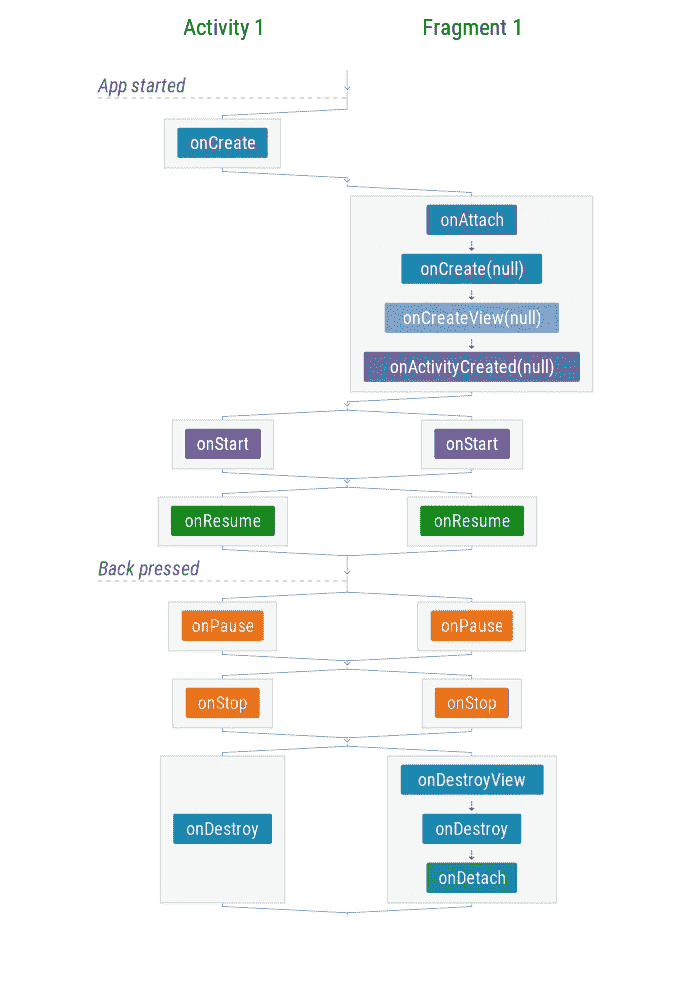 Activity 1
Fragment 1
App started
onCreate
onAttach
onCreate(null)
onCreateView(null)
onActivityCreated(null)
onStart
onStart
onResume
onResume
Back pressed
onPause
onPause
onStop
onStop
onDestroyView
onDestroy
onDestroy
onDetach